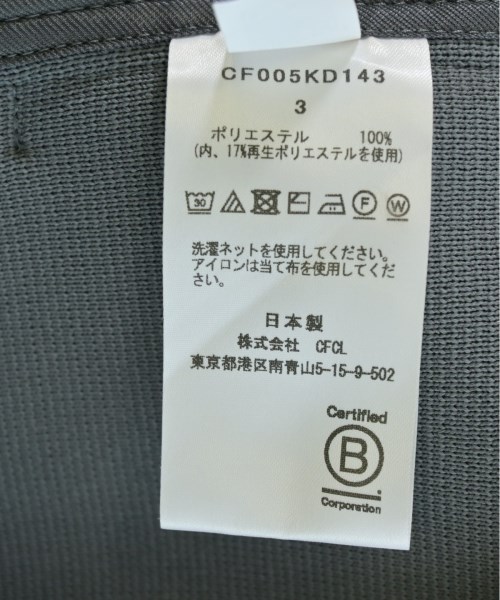 CF005KD143
3
ポリエステル 100%
(内、17%再生ポリエステルを使用)
30 F W
洗濯ネットを使用してください。
アイロンは当て布を使用してくだ
さい。
日本製
株式会社 CFCL
東京都港区南青山5-15-9-502
Certified
B
Corporation